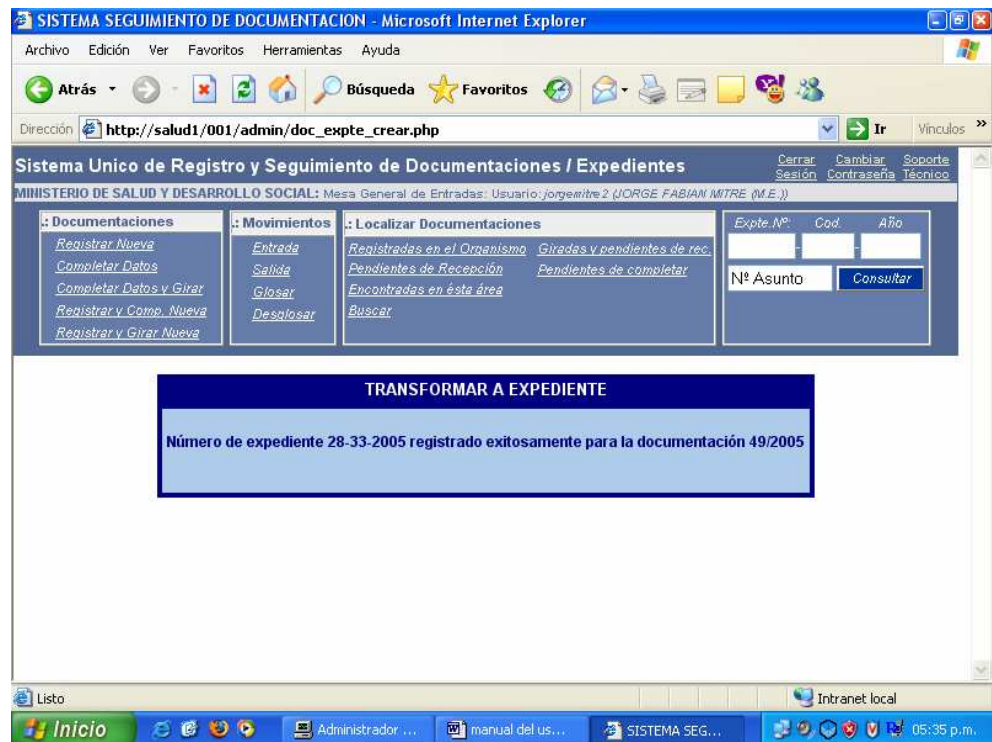 SISTEMA SEGUIMIENTO DE DOCUMENTACION - Microsoft Internet Explorer
Archivo Edición Ver Favoritos Herramientas Ayuda
Atrás Búsqueda Favoritos
Dirección http://salud1/001/admin/doc_expte_crear.php Ir Vínculos »
Sistema Unico de Registro y Seguimiento de Documentaciones / Expedientes
Cerrar Sesión Cambiar Contraseña Soporte Técnico
MINISTERIO DE SALUD Y DESARROLLO SOCIAL: Mesa General de Entradas: Usuario: jorgemitre2 (JORGE FABIAN MITRE (M.E.))
.: Documentaciones
Registrar Nueva
Completar Datos
Completar Datos y Girar
Registrar y Comp. Nueva
Registrar y Girar Nueva
.: Movimientos
Entrada
Salida
Glosar
Desglosar
.: Localizar Documentaciones
Registradas en el Organismo Giradas y pendientes de rec.
Pendientes de Recepción Pendientes de completar
Encontradas en ésta área
Buscar
Expte.Nº: Cod. Año
- -
Nº Asunto Consultar
TRANSFORMAR A EXPEDIENTE
Número de expediente 28-33-2005 registrado exitosamente para la documentación 49/2005
Listo Intranet local
Inicio Administrador ... manual del us... SISTEMA SEG... 05:35 p.m.